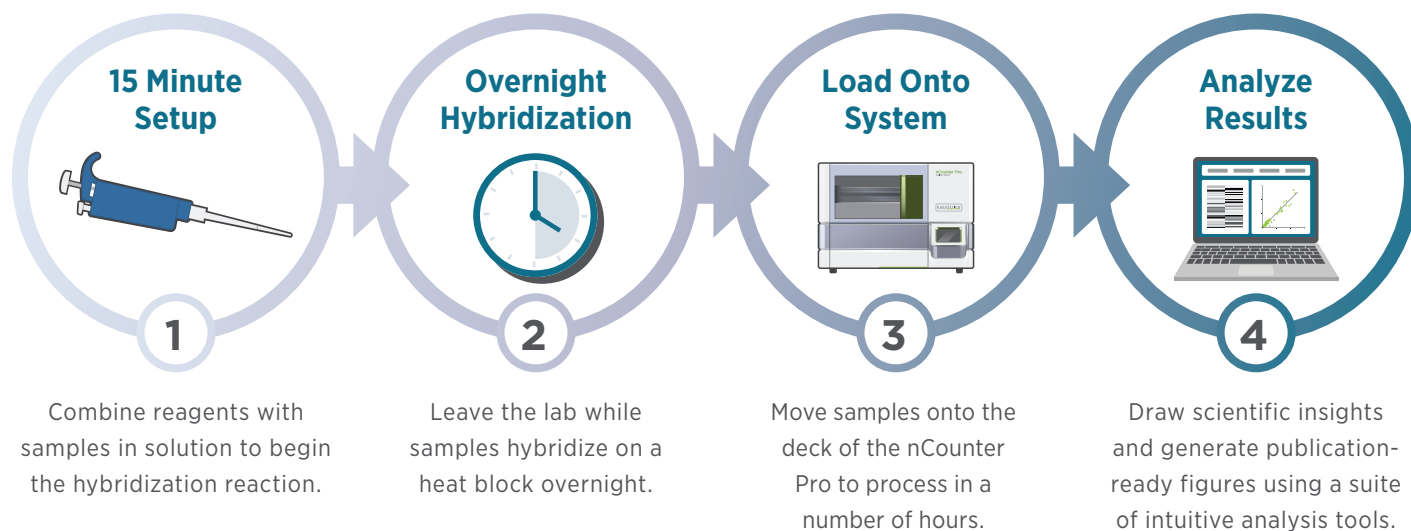 15 Minute
Setup
1
Combine reagents with
samples in solution to begin
the hybridization reaction.
Overnight
Hybridization
2
Leave the lab while
samples hybridize on a
heat block overnight.
Load Onto
System
nCounter Pro
3
Move samples onto the
deck of the nCounter
Pro to process in a
number of hours.
Analyze
Results
4
Draw scientific insights
and generate publication-
ready figures using a suite
of intuitive analysis tools.